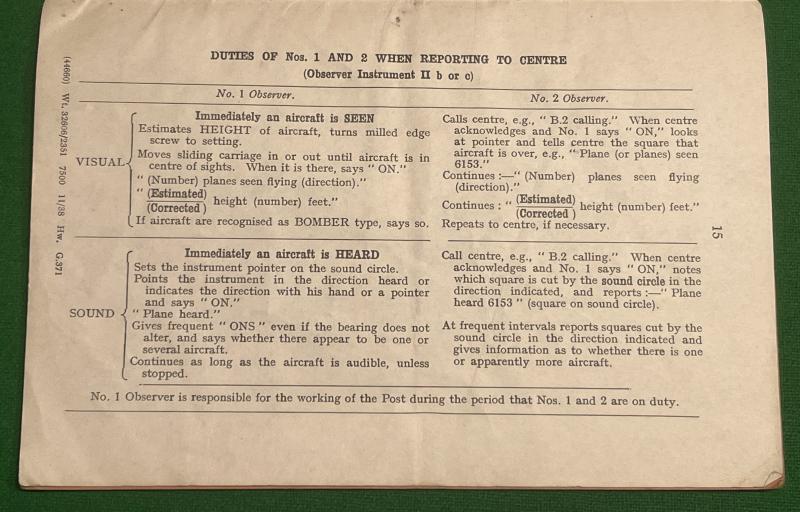 DUTIES OF Nos. 1 AND 2 WHEN REPORTING TO CENTRE
(Observer Instrument II b or c)
No. 1 Observer.
No. 2 Observer.
VISUAL
Immediately an aircraft is SEEN
Estimates HEIGHT of aircraft, turns milled edge
screw to setting.
Moves sliding carriage in or out until aircraft is in
centre of sights. When it is there, says " ON."
" (Number) planes seen flying (direction)."
" (Estimated)
(Corrected) height (number) feet."
If aircraft are recognised as BOMBER type, says so.
Calls centre, e.g., " B.2 calling." When centre
acknowledges and No. 1 says " ON," looks
at pointer and tells centre the square that
aircraft is over, e.g., " Plane (or planes) seen
6153."
Continues :—" (Number) planes seen flying
(direction)."
Continues : " (Estimated)
(Corrected) height (number) feet."
Repeats to centre, if necessary.
SOUND
Immediately an aircraft is HEARD
Sets the instrument pointer on the sound circle.
Points the instrument in the direction heard or
indicates the direction with his hand or a pointer
and says " ON."
" Plane heard."
Gives frequent " ONS " even if the bearing does not
alter, and says whether there appear to be one or
several aircraft.
Continues as long as the aircraft is audible, unless
stopped.
Call centre, e.g., " B.2 calling." When centre
acknowledges and No. 1 says " ON," notes
which square is cut by the sound circle in the
direction indicated, and reports :—" Plane
heard 6153 " (square on sound circle).
At frequent intervals reports squares cut by the
sound circle in the direction indicated and
gives information as to whether there is one
or apparently more aircraft.
No. 1 Observer is responsible for the working of the Post during the period that Nos. 1 and 2 are on duty.
15
(44660) Wt. 32606/2351 7500 11/38 Hw. G.371